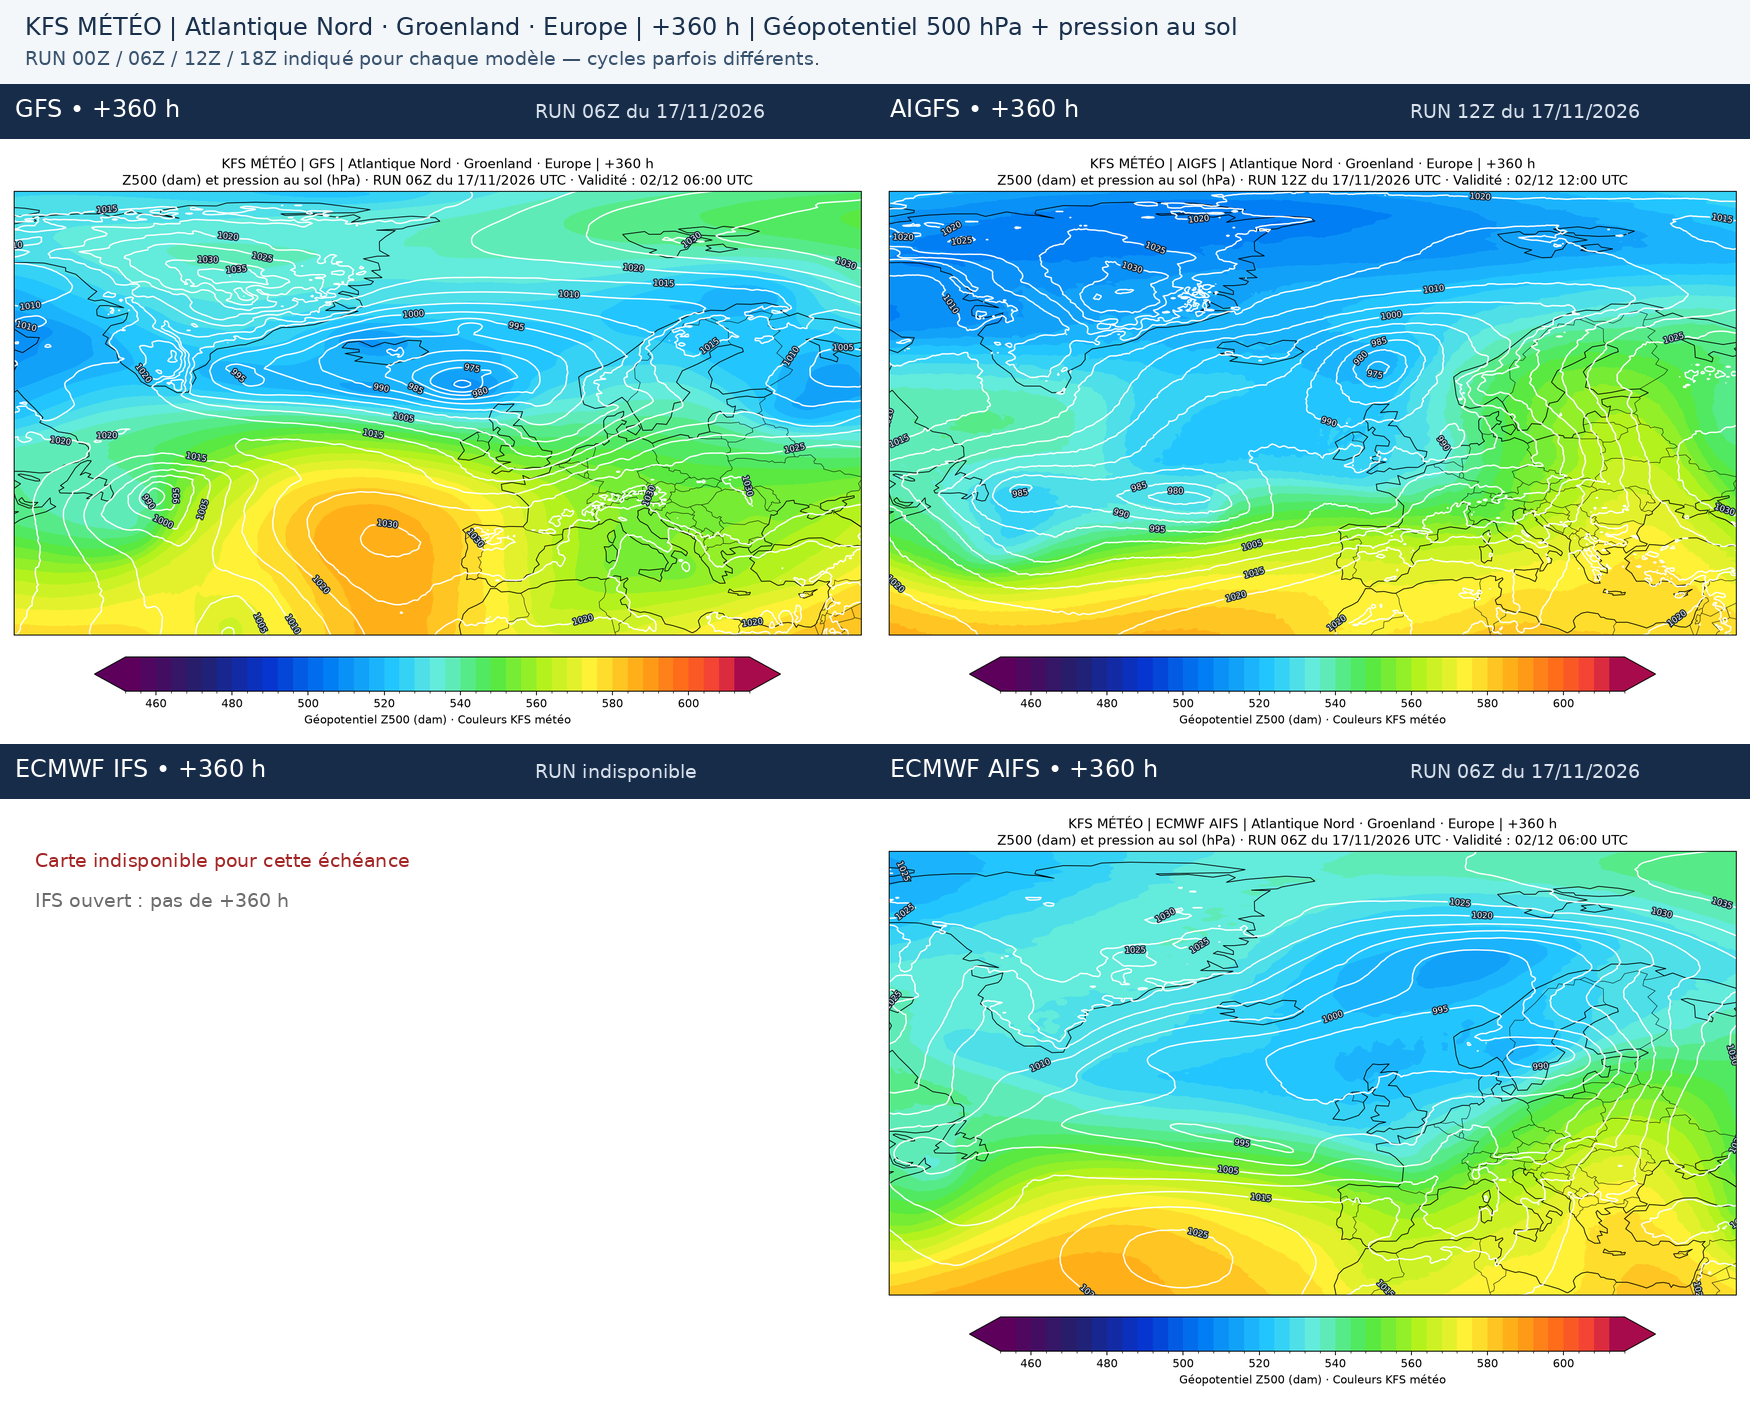 KFS MÉTÉO | Atlantique Nord · Groenland · Europe | +360 h | Géopotentiel 500 hPa + pression au sol
RUN 00Z / 06Z / 12Z / 18Z indiqué pour chaque modèle — cycles parfois différents.
GFS • +360 h
RUN 06Z du 17/11/2026
AIGFS • +360 h
RUN 12Z du 17/11/2026
KFS MÉTÉO | GFS | Atlantique Nord · Groenland · Europe | +360 h
Z500 (dam) et pression au sol (hPa) · RUN 06Z du 17/11/2026 UTC · Validité : 02/12 06:00 UTC
KFS MÉTÉO | AIGFS | Atlantique Nord · Groenland · Europe | +360 h
Z500 (dam) et pression au sol (hPa) · RUN 12Z du 17/11/2026 UTC · Validité : 02/12 12:00 UTC
460 480 500 520 540 560 580 600
Géopotentiel Z500 (dam) · Couleurs KFS météo
460 480 500 520 540 560 580 600
Géopotentiel Z500 (dam) · Couleurs KFS météo
ECMWF IFS • +360 h
RUN indisponible
ECMWF AIFS • +360 h
RUN 06Z du 17/11/2026
Carte indisponible pour cette échéance
IFS ouvert : pas de +360 h
KFS MÉTÉO | ECMWF AIFS | Atlantique Nord · Groenland · Europe | +360 h
Z500 (dam) et pression au sol (hPa) · RUN 06Z du 17/11/2026 UTC · Validité : 02/12 06:00 UTC
460 480 500 520 540 560 580 600
Géopotentiel Z500 (dam) · Couleurs KFS météo